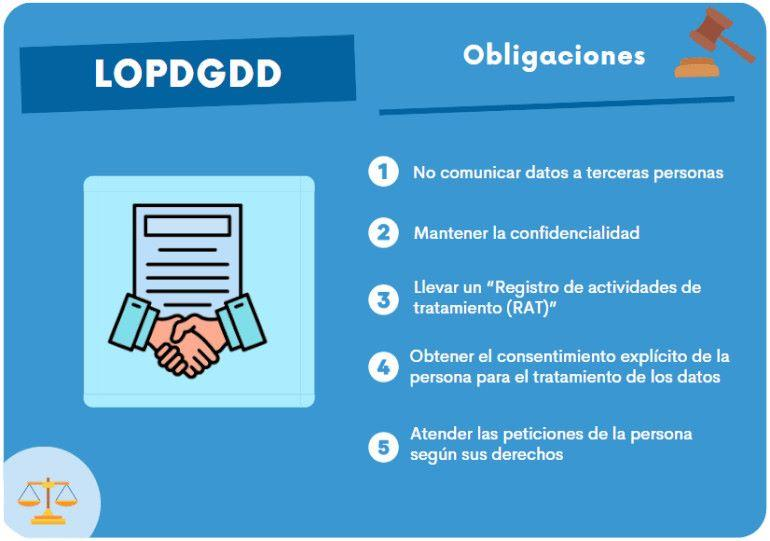 LOPDGDD
Obligaciones
1 No comunicar datos a terceras personas
2 Mantener la confidencialidad
3 Llevar un “Registro de actividades de
tratamiento (RAT)”
4 Obtener el consentimiento explícito de la
persona para el tratamiento de los datos
5 Atender las peticiones de la persona
según sus derechos